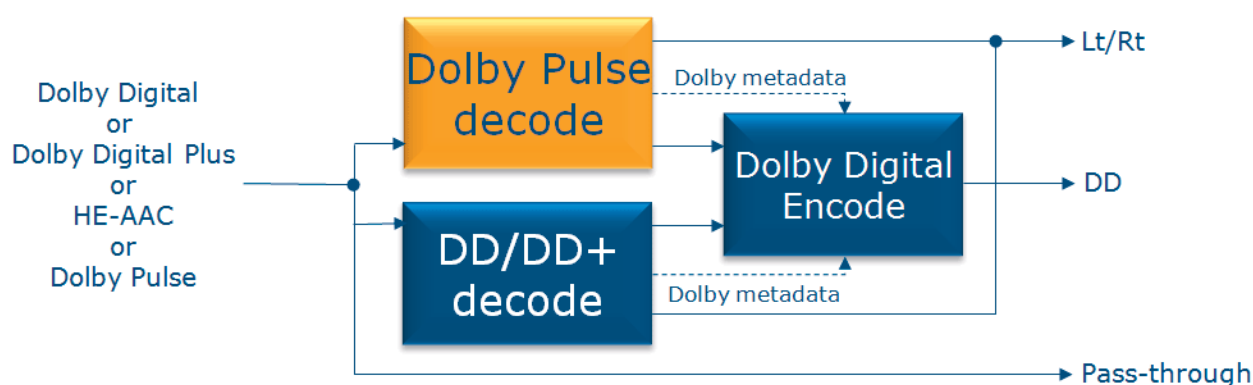 Dolby Digital
or
Dolby Digital Plus
or
HE-AAC
or
Dolby Pulse
Dolby Pulse
decode
Dolby metadata
DD/DD+
decode
Dolby metadata
Dolby Digital
Encode
Lt/Rt
DD
Pass-through